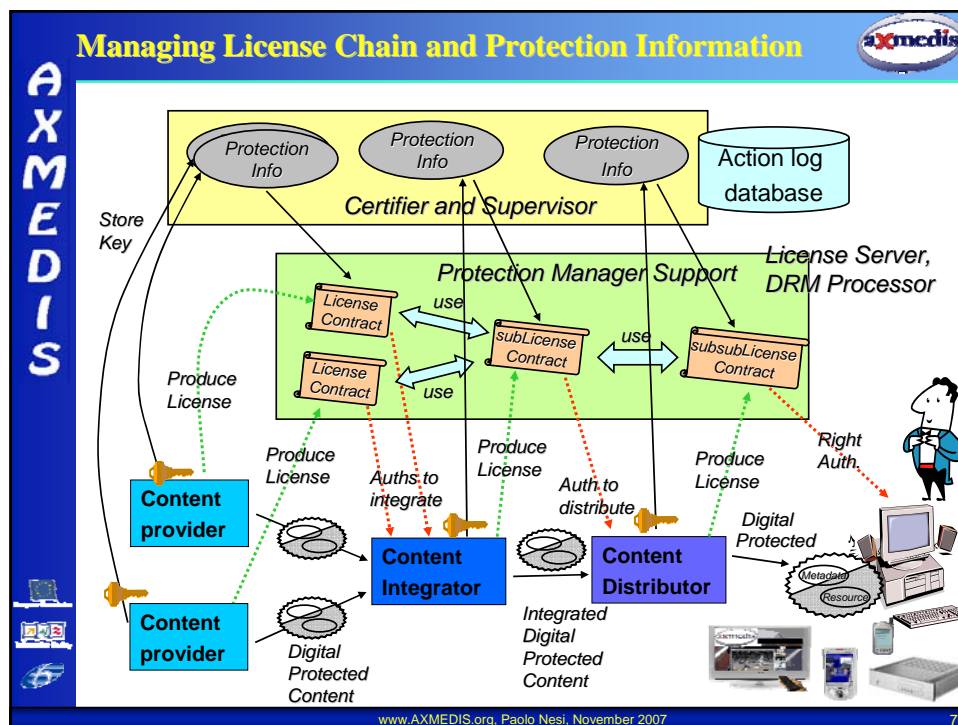 Managing License Chain and Protection Information
aXmedis
AXMEDIS
Protection
Info
Protection
Info
Protection
Info
Action log
database
Certifier and Supervisor
Store
Key
Protection Manager Support
License Server,
DRM Processor
License
Contract
use
subLicense
Contract
use
subsubLicense
Contract
License
Contract
use
Produce
License
Produce
License
Auths to
integrate
Produce
License
Auth to
distribute
Produce
License
Right
Auth.
Content
provider
Content
Integrator
Content
Distributor
Digital
Protected
Metadata
Resource
Content
provider
Digital
Protected
Content
Integrated
Digital
Protected
Content
axmedis
www.AXMEDIS.org, Paolo Nesi, November 2007
7